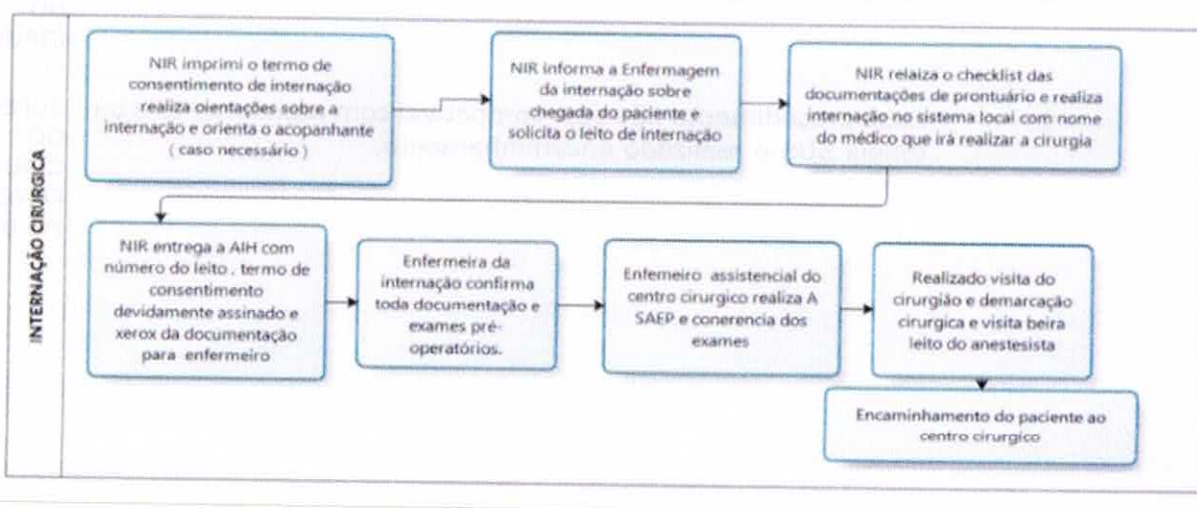 INTERNAÇÃO CIRURGICA
NIR imprimi o termo de
consentimento de internação
realiza oientações sobre a
internação e orienta o acopanhante
( caso necessário )
NIR informa a Enfermagem
da internação sobre
chegada do paciente e
solicita o leito de internação
NIR relaiza o checklist das
documentações de prontuário e realiza
internação no sistema local com nome
do médico que irá realizar a cirurgia
NIR entrega a AIH com
número do leito , termo de
consentimento
devidamente assinado e
xerox da documentação
para enfermeiro
Enfermeira da
internação confirma
toda documentação e
exames pré-
operatórios.
Enfemeiro assistencial do
centro cirurgico realiza A
SAEP e conerencia dos
exames
Realizado visita do
cirurgião e demarcação
cirurgica e visita beira
leito do anestesista
Encaminhamento do paciente ao
centro cirurgico